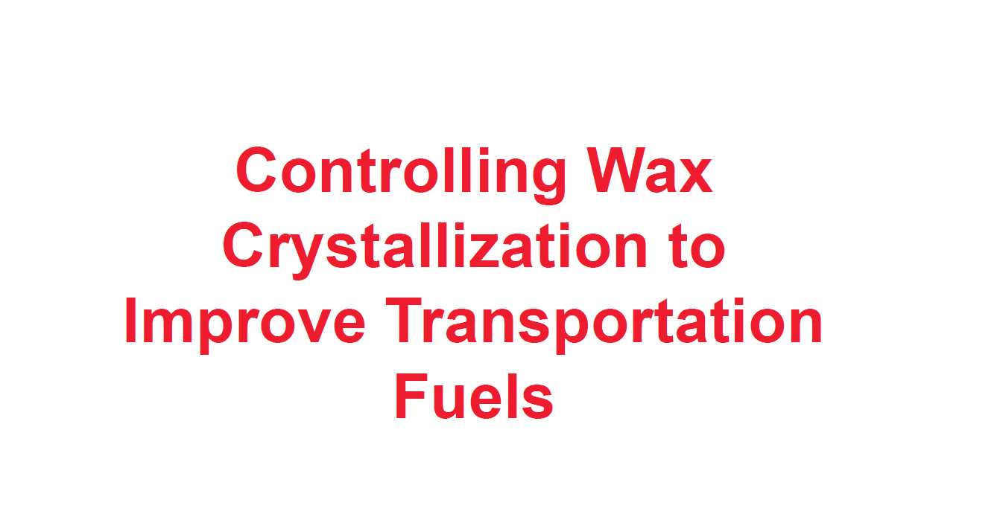 Controlling Wax
Crystallization to
Improve Transportation
Fuels